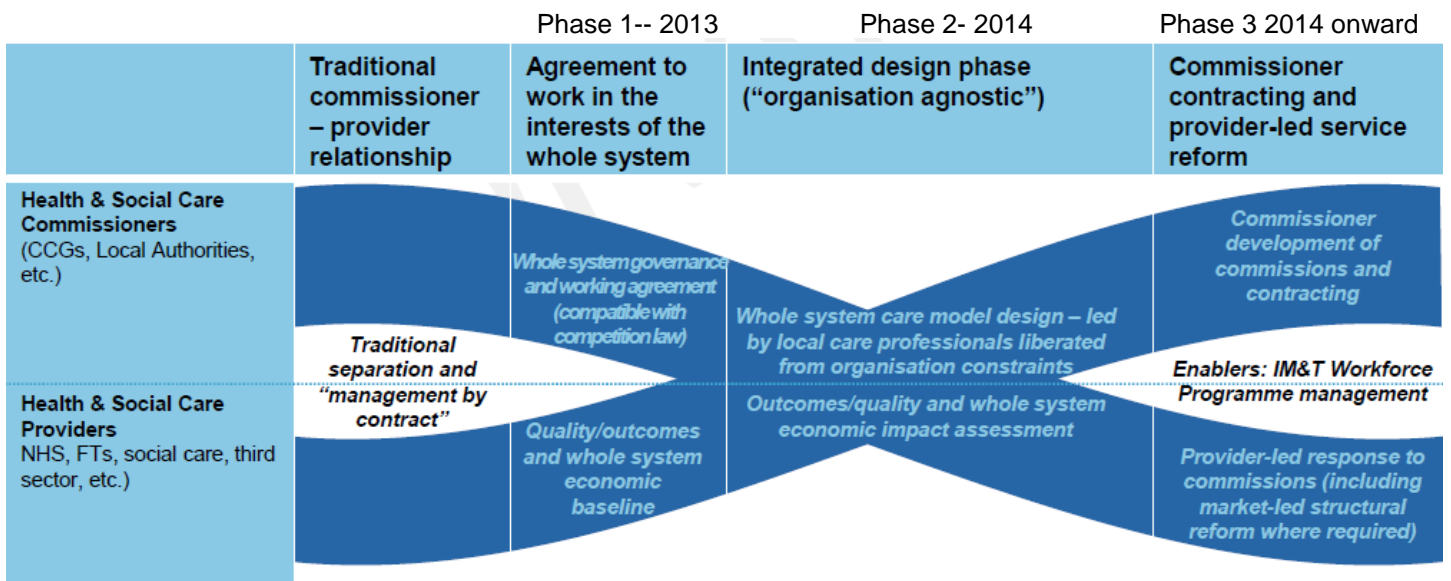 Phase 1-- 2013
Phase 2- 2014
Phase 3 2014 onward
Traditional
commissioner
– provider
relationship
Agreement to
work in the
interests of the
whole system
Integrated design phase
(“organisation agnostic”)
Commissioner
contracting and
provider-led service
reform
Health & Social Care
Commissioners
(CCGs, Local Authorities,
etc.)
Whole system governance
and working agreement
(compatible with
competition law)
Commissioner
development of
commissions and
contracting
Traditional
separation and
“management by
contract”
Whole system care model design – led
by local care professionals liberated
from organisation constraints
Enablers: IM&T Workforce
Programme management
Health & Social Care
Providers
NHS, FTs, social care, third
sector, etc.)
Quality/outcomes
and whole system
economic
baseline
Outcomes/quality and whole system
economic impact assessment
Provider-led response to
commissions (including
market-led structural
reform where required)